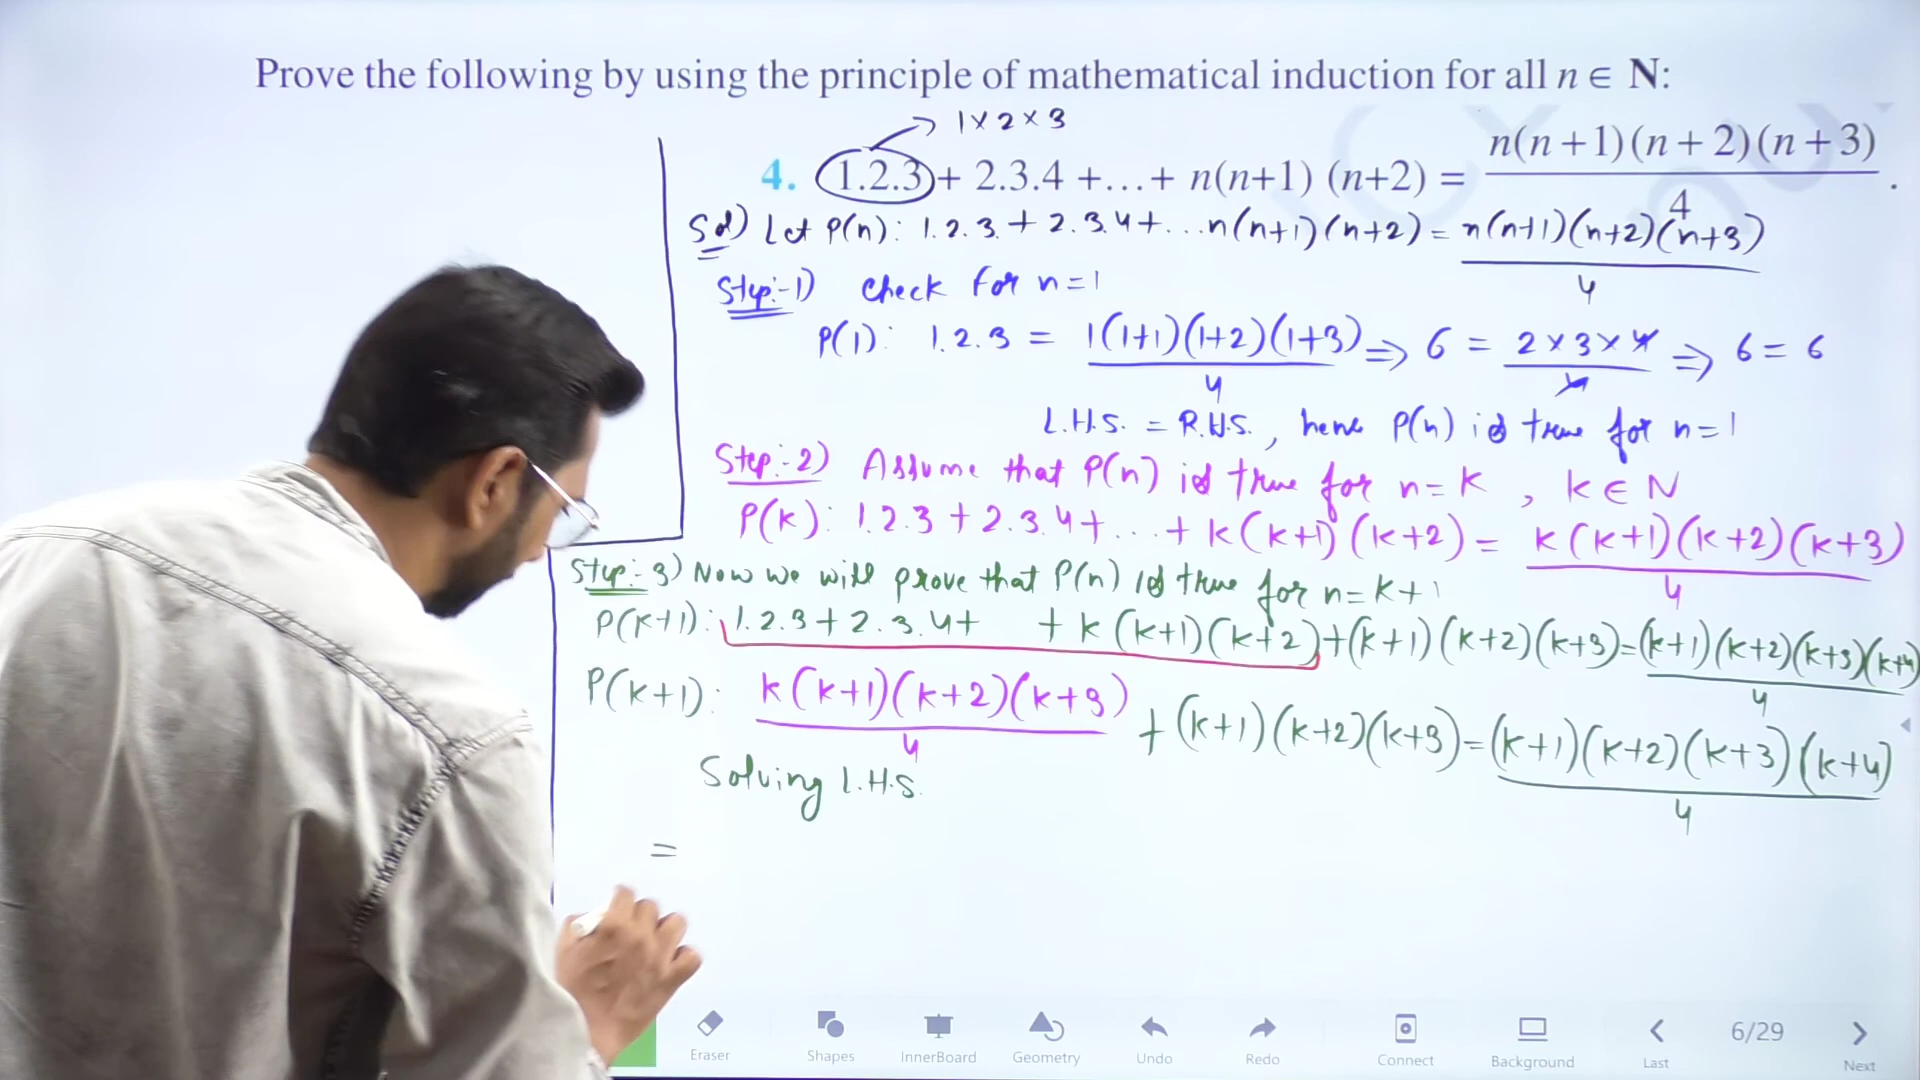 Prove the following by using the principle of mathematical induction for all n ∈ N:
1×2×3
4. 1.2.3 + 2.3.4 +...+ n(n+1) (n+2) = n(n+1)(n+2)(n+3)/4.
Sol) Let P(n): 1.2.3. + 2.3.4+...n(n+1)(n+2) = n(n+1)(n+2)(n+3)/4
Step:-1) Check for n=1
P(1): 1.2.3 = 1(1+1)(1+2)(1+3)/4 ⇒ 6 = 2×3×4/4 ⇒ 6=6
L.H.S. = R.H.S., hence P(n) is true for n=1
Step:-2) Assume that P(n) is true for n=k, k∈N
P(k): 1.2.3+2.3.4+...+k(k+1)(k+2)= k(k+1)(k+2)(k+3)/4
Step:-3) Now we will prove that P(n) is true for n=k+1
P(k+1): 1.2.3+2.3.4+ +k(k+1)(k+2)+(k+1)(k+2)(k+3)=(k+1)(k+2)(k+3)(k+4)/4
P(k+1): k(k+1)(k+2)(k+3)/4 +(k+1)(k+2)(k+3)=(k+1)(k+2)(k+3)(k+4)/4
Solving L.H.S.
=
Eraser Shapes InnerBoard Geometry Undo Redo Connect Background Last 6/29 Next